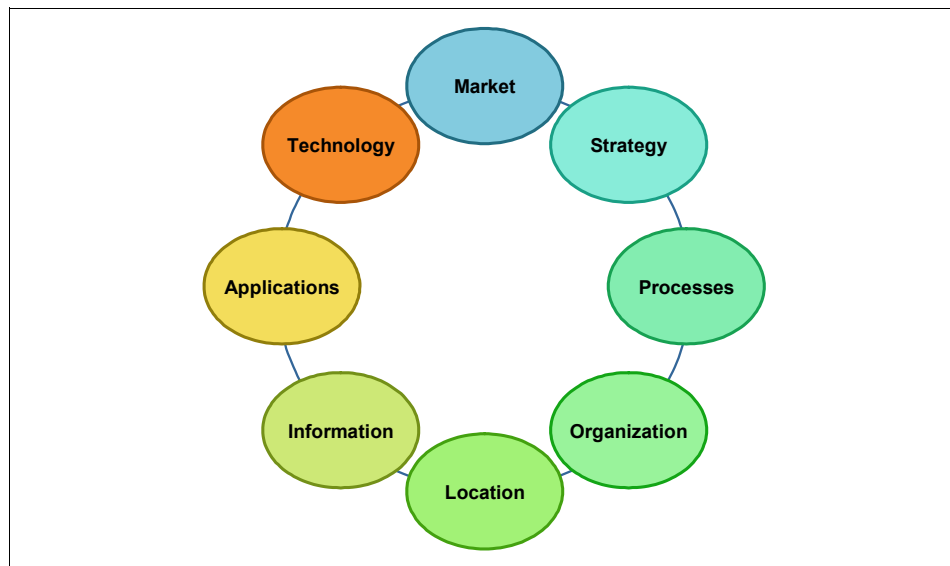 Market
Technology
Strategy
Applications
Processes
Information
Organization
Location